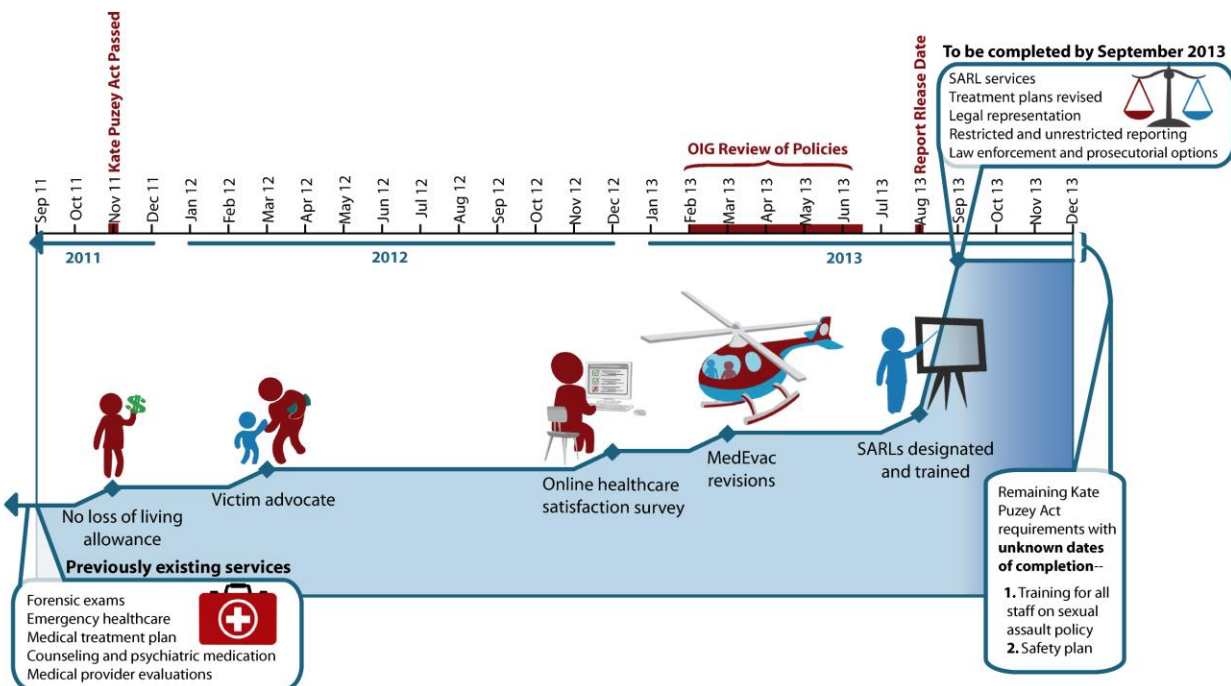 Kate Puzey Act Passed
Report Rlease Date
To be completed by September 2013
SARL services
Treatment plans revised
Legal representation
Restricted and unrestricted reporting
Law enforcement and prosecutorial options
OIG Review of Policies
Sep 11
Oct 11
Nov 11
Dec 11
Jan 12
Feb 12
Mar 12
Apr 12
May 12
Jun 12
Jul 12
Aug 12
Sep 12
Oct 12
Nov 12
Dec 12
Jan 13
Feb 13
Mar 13
Apr 13
May 13
Jun 13
Jul 13
Aug 13
Sep 13
Oct 13
Nov 13
Dec 13
2011
2012
2013
$
No loss of living
allowance
Victim advocate
Online healthcare
satisfaction survey
MedEvac
revisions
SARLs designated
and trained
Previously existing services
Forensic exams
Emergency healthcare
Medical treatment plan
Counseling and psychiatric medication
Medical provider evaluations
Remaining Kate
Puzey Act
requirements with
unknown dates
of completion--
1. Training for all
staff on sexual
assault policy
2. Safety plan